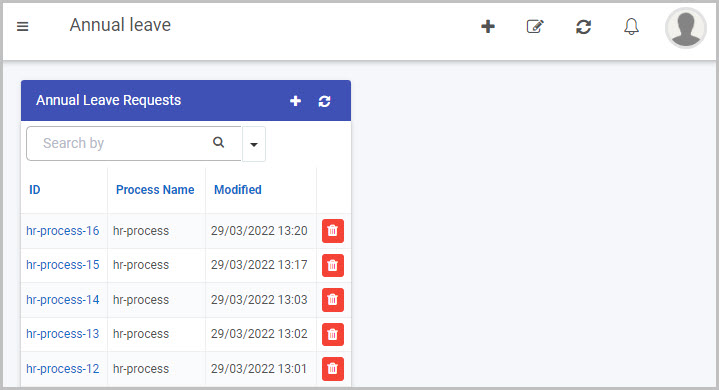 Annual leave
Annual Leave Requests
Search by
ID Process Name Modified
hr-process-16 hr-process 29/03/2022 13:20
hr-process-15 hr-process 29/03/2022 13:17
hr-process-14 hr-process 29/03/2022 13:03
hr-process-13 hr-process 29/03/2022 13:02
hr-process-12 hr-process 29/03/2022 13:01